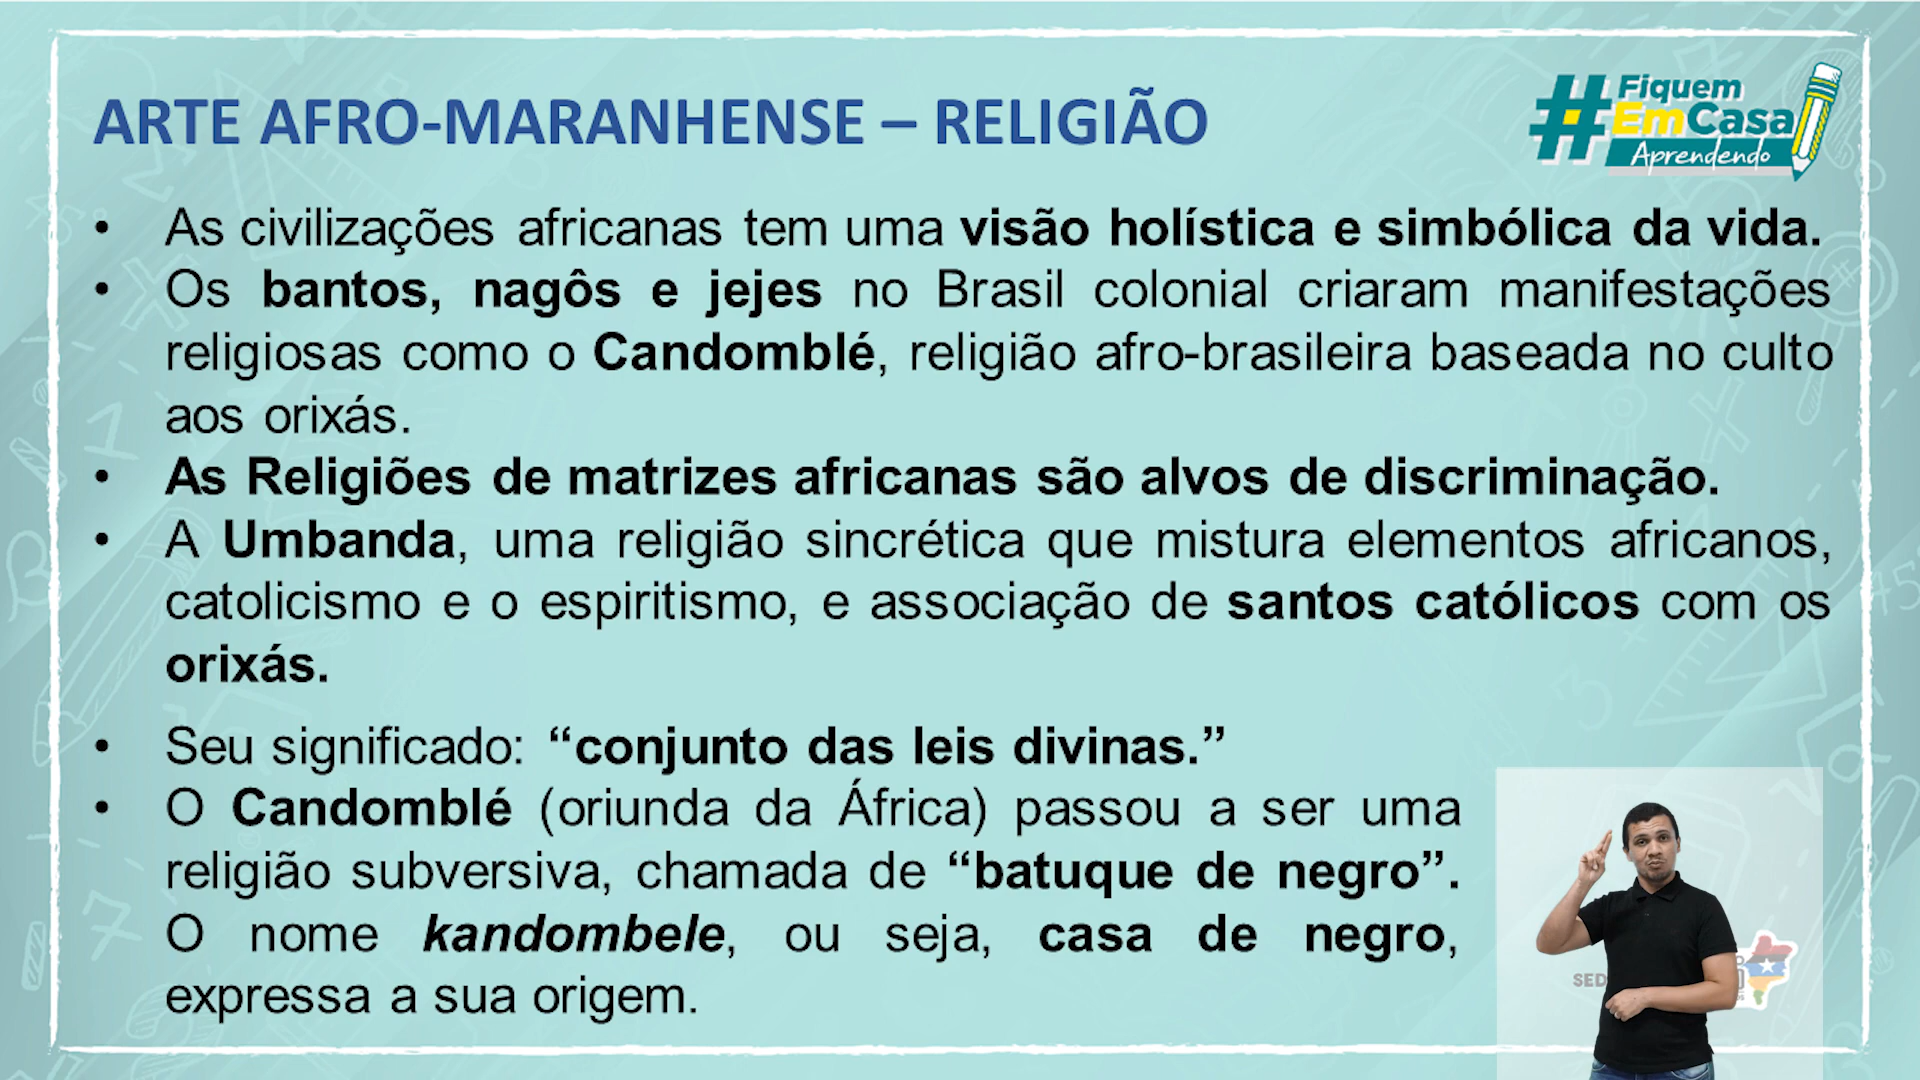 ARTE AFRO-MARANHENSE – RELIGIÃO
#Fiquem
EmCasa
Aprendendo
• As civilizações africanas tem uma visão holística e simbólica da vida.
• Os bantos, nagôs e jejes no Brasil colonial criaram manifestações
religiosas como o Candomblé, religião afro-brasileira baseada no culto
aos orixás.
• As Religiões de matrizes africanas são alvos de discriminação.
• A Umbanda, uma religião sincrética que mistura elementos africanos,
catolicismo e o espiritismo, e associação de santos católicos com os
orixás.
• Seu significado: “conjunto das leis divinas.”
• O Candomblé (oriunda da África) passou a ser uma
religião subversiva, chamada de “batuque de negro”.
O nome kandombele, ou seja, casa de negro,
expressa a sua origem.
SED